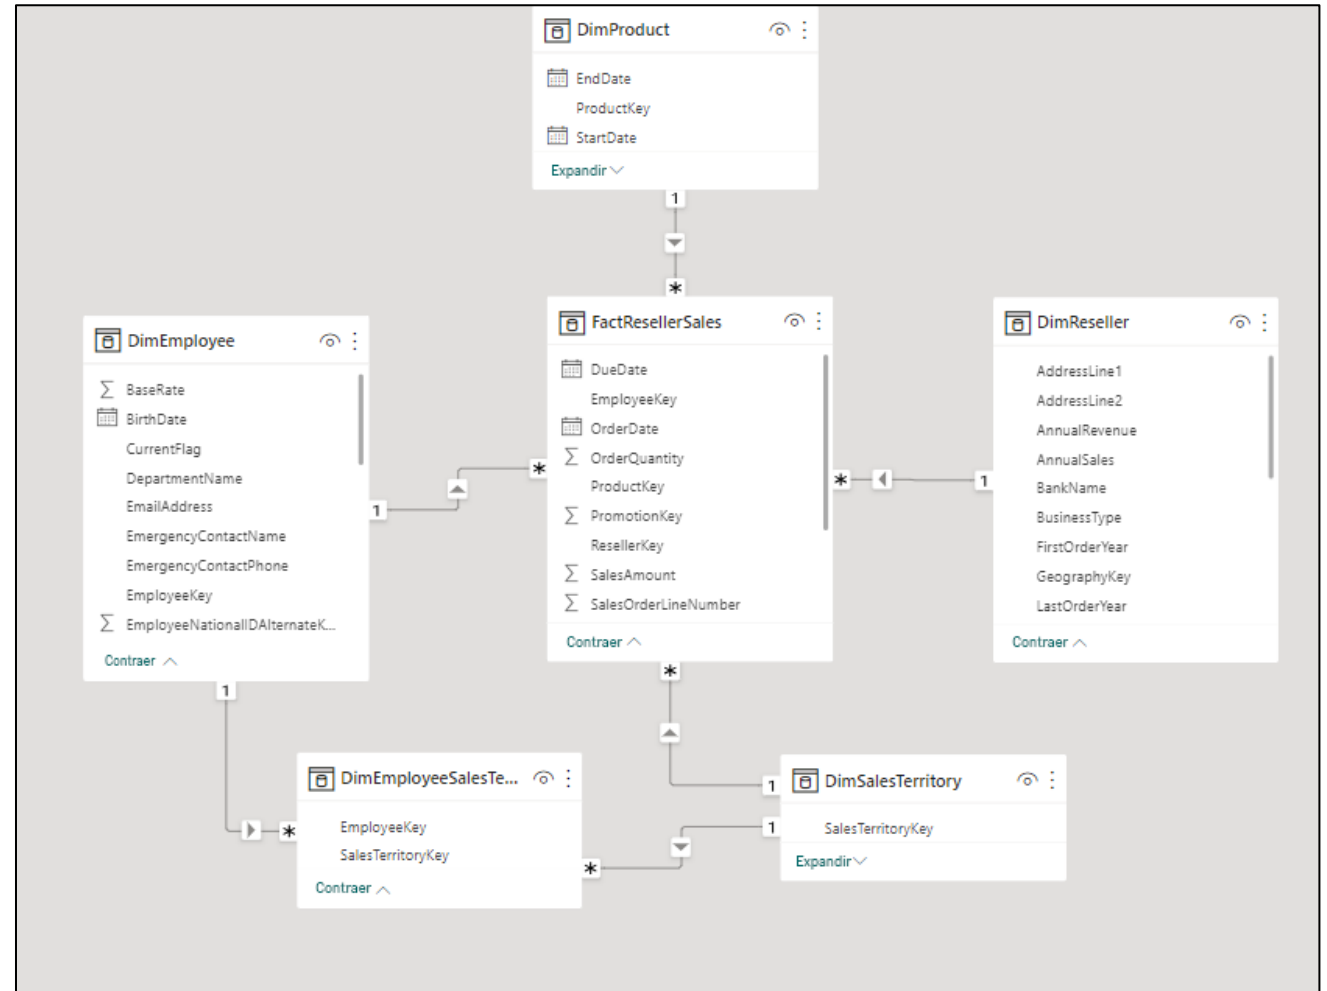 DimProduct
EndDate
ProductKey
StartDate
Expandir
1
*
DimEmployee
BaseRate
BirthDate
CurrentFlag
DepartmentName
EmailAddress
EmergencyContactName
EmergencyContactPhone
EmployeeKey
EmployeeNationalIDAlternateK...
Contraer
1
*
FactResellerSales
DueDate
EmployeeKey
OrderDate
OrderQuantity
ProductKey
PromotionKey
ResellerKey
SalesAmount
SalesOrderLineNumber
Contraer
*
1
DimReseller
AddressLine1
AddressLine2
AnnualRevenue
AnnualSales
BankName
BusinessType
FirstOrderYear
GeographyKey
LastOrderYear
Contraer
1
*
DimEmployeeSalesTe...
EmployeeKey
SalesTerritoryKey
Contraer
*
*
1
1
DimSalesTerritory
SalesTerritoryKey
Expandir